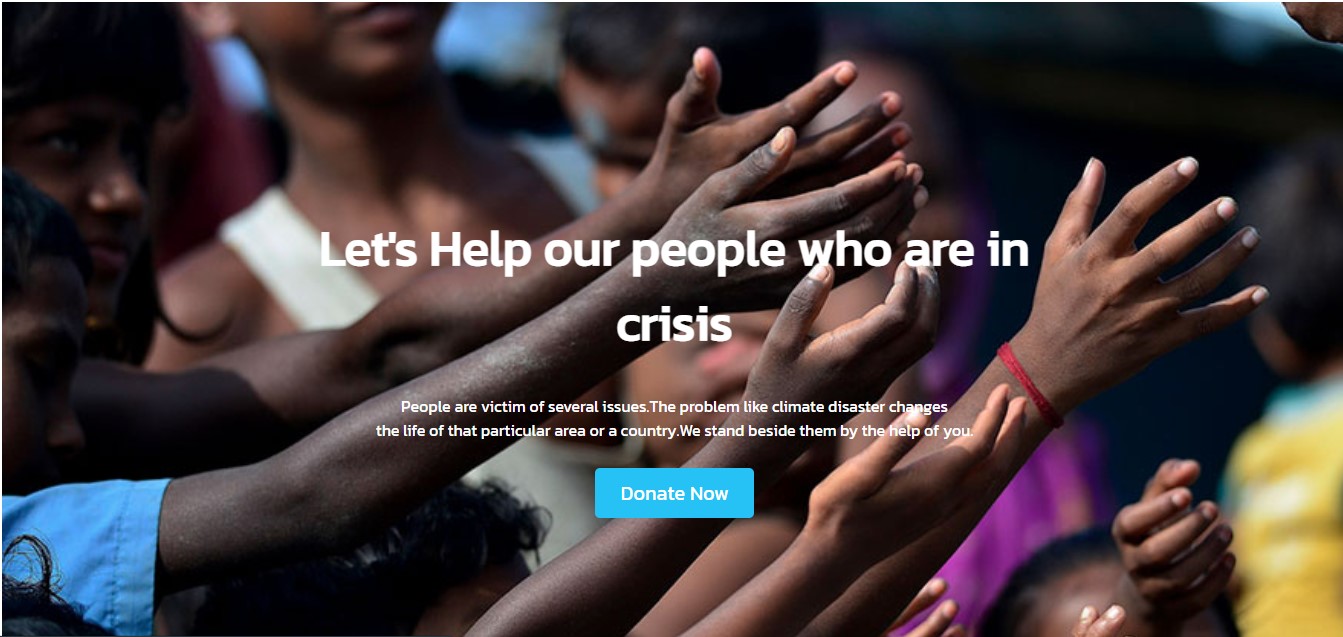 Let's Help our people who are in
crisis
People are victim of several issues.The problem like climate disaster changes
the life of that particular area or a country.We stand beside them by the help of you.
Donate Now